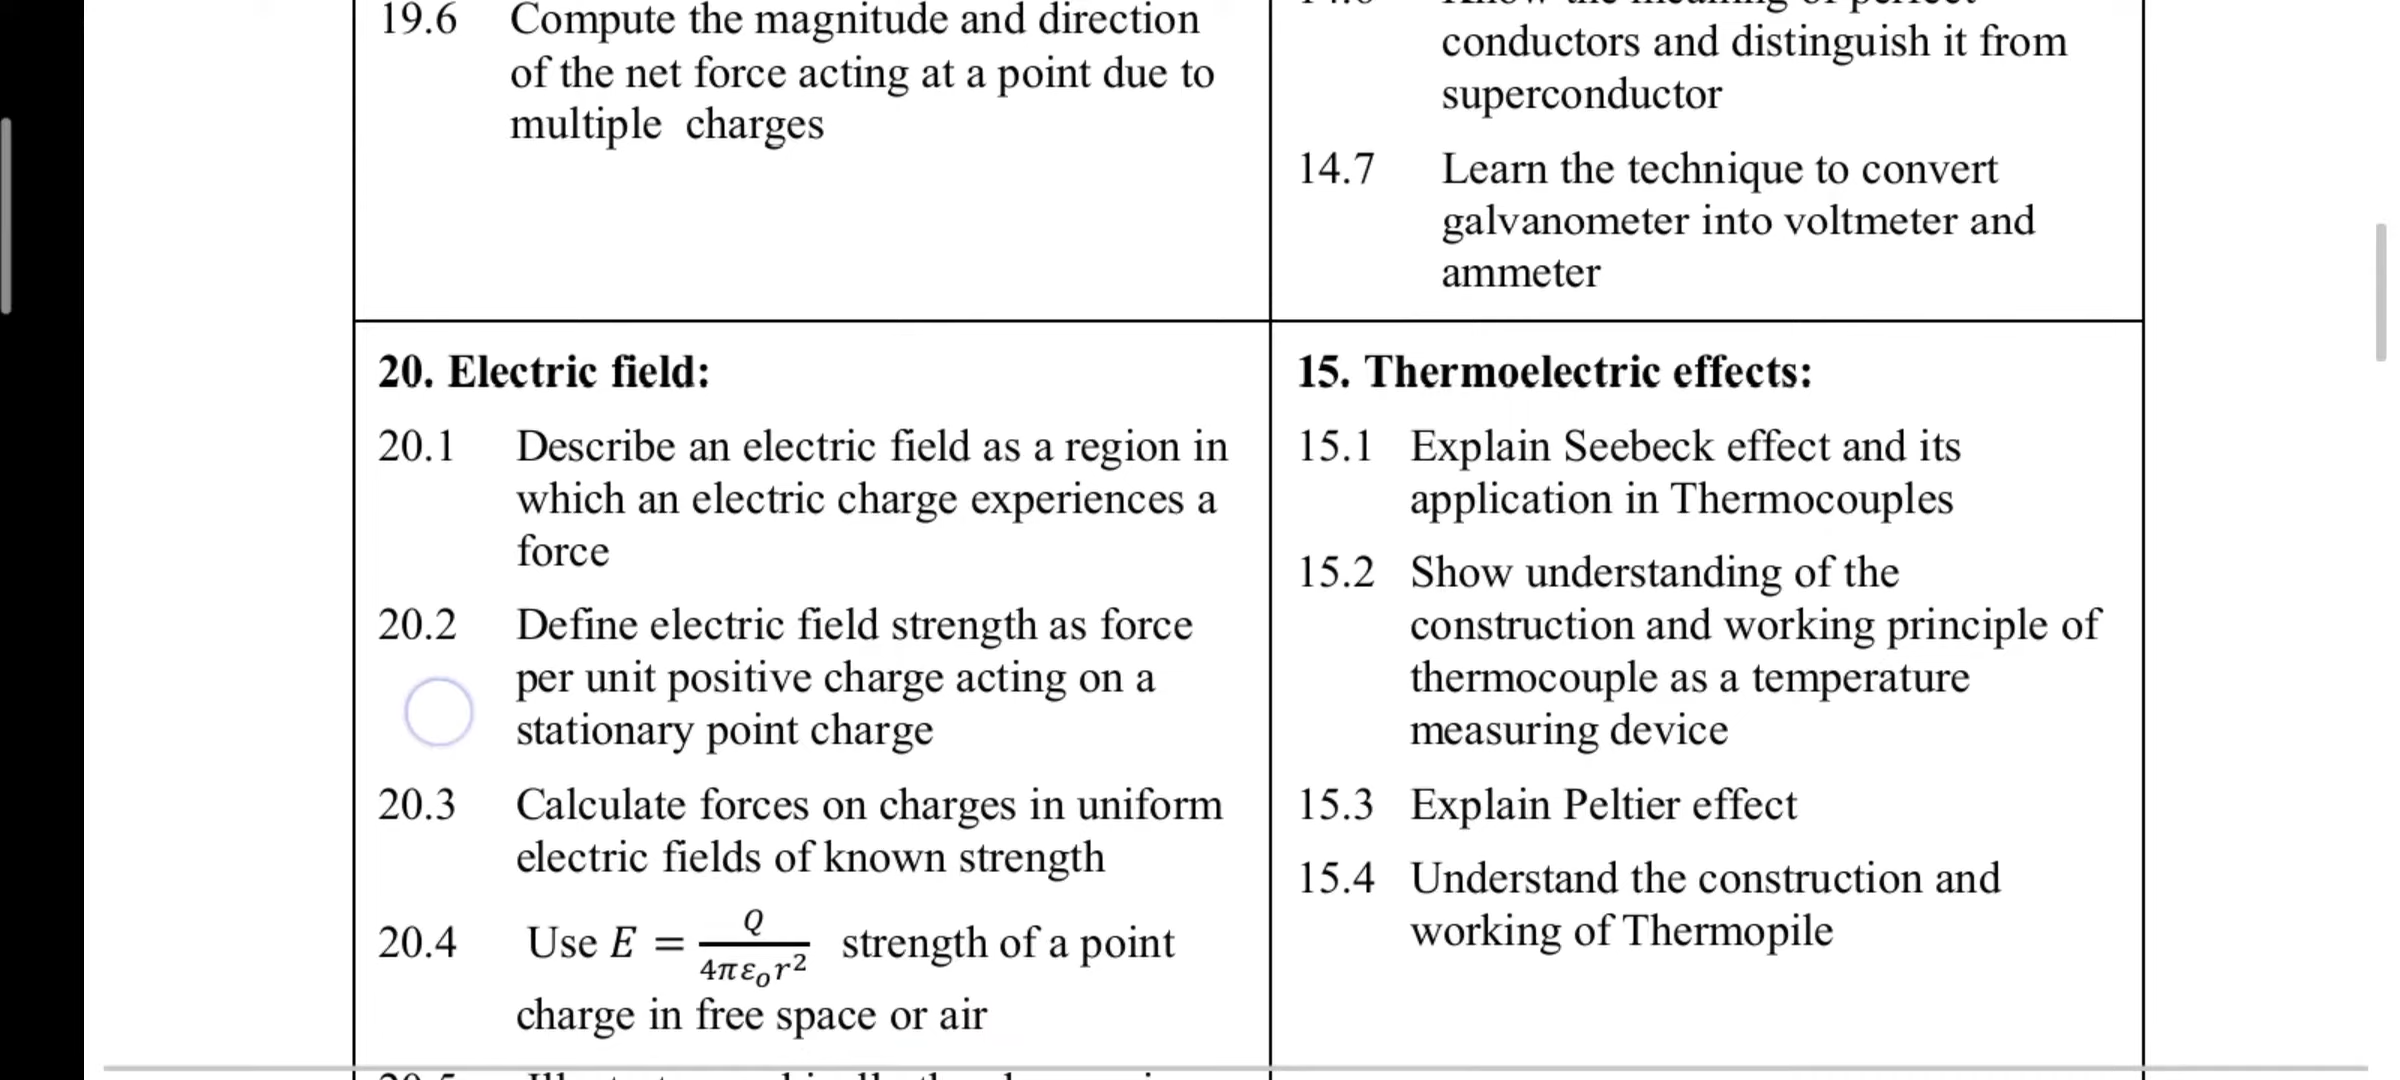 19.6 Compute the magnitude and direction
of the net force acting at a point due to
multiple charges
conductors and distinguish it from
superconductor
14.7 Learn the technique to convert
galvanometer into voltmeter and
ammeter
20. Electric field:
20.1 Describe an electric field as a region in
which an electric charge experiences a
force
20.2 Define electric field strength as force
per unit positive charge acting on a
stationary point charge
20.3 Calculate forces on charges in uniform
electric fields of known strength
20.4 Use E = Q / 4πε₀r² strength of a point
charge in free space or air
15. Thermoelectric effects:
15.1 Explain Seebeck effect and its
application in Thermocouples
15.2 Show understanding of the
construction and working principle of
thermocouple as a temperature
measuring device
15.3 Explain Peltier effect
15.4 Understand the construction and
working of Thermopile